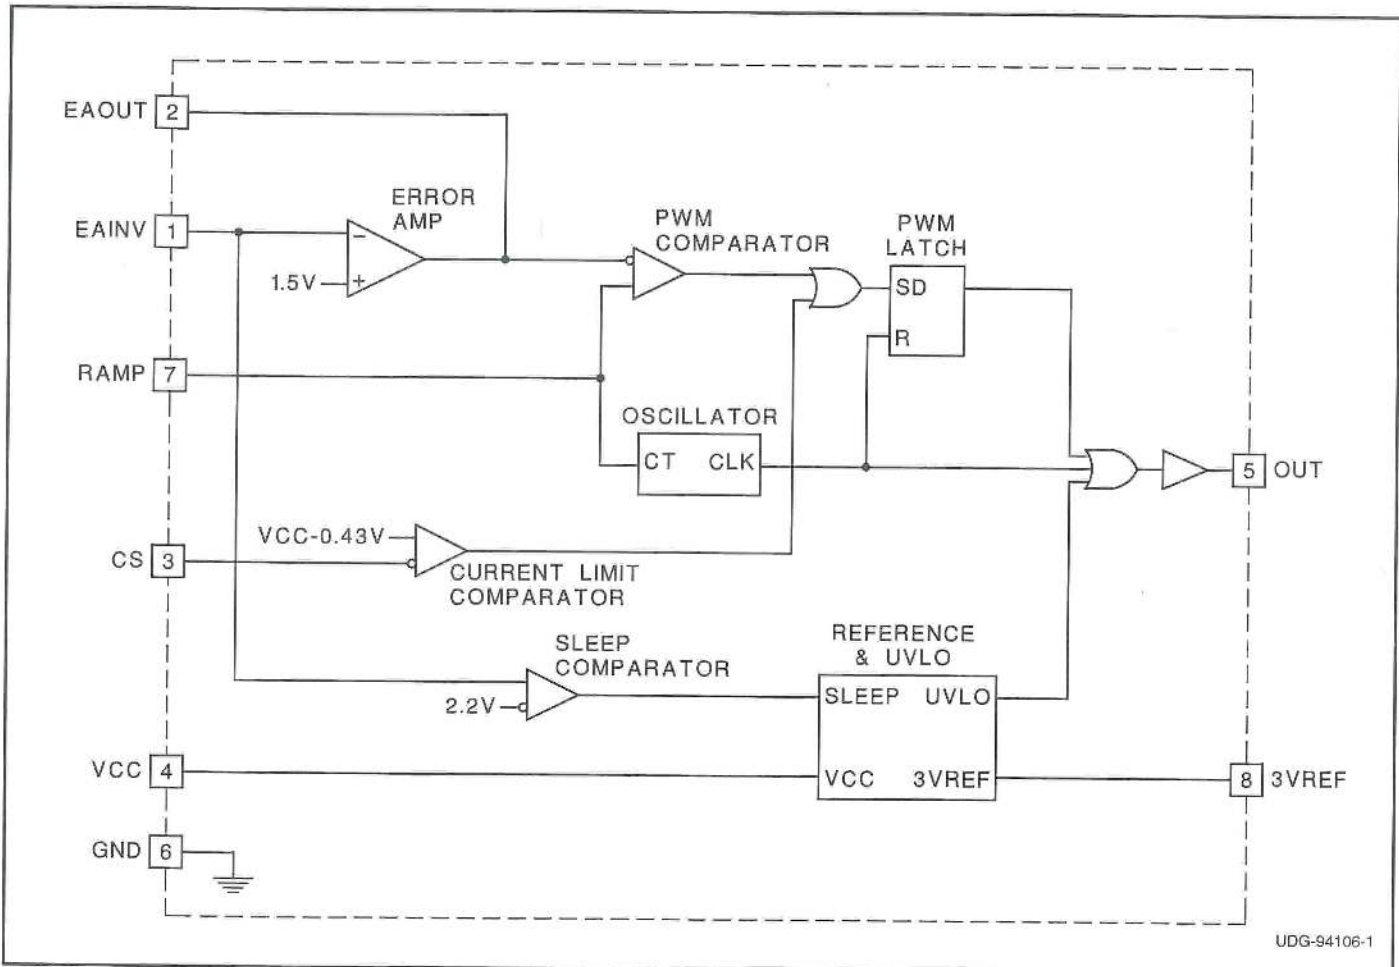 EAOUT 2
ERROR
AMP
EAINV 1
−
1.5V +
PWM
COMPARATOR
PWM
LATCH
SD
R
RAMP 7
OSCILLATOR
CT CLK
5 OUT
VCC-0.43V
CS 3
CURRENT LIMIT
COMPARATOR
SLEEP
COMPARATOR
2.2V
REFERENCE
& UVLO
SLEEP UVLO
VCC 3VREF
VCC 4
8 3VREF
GND 6
UDG-94106-1